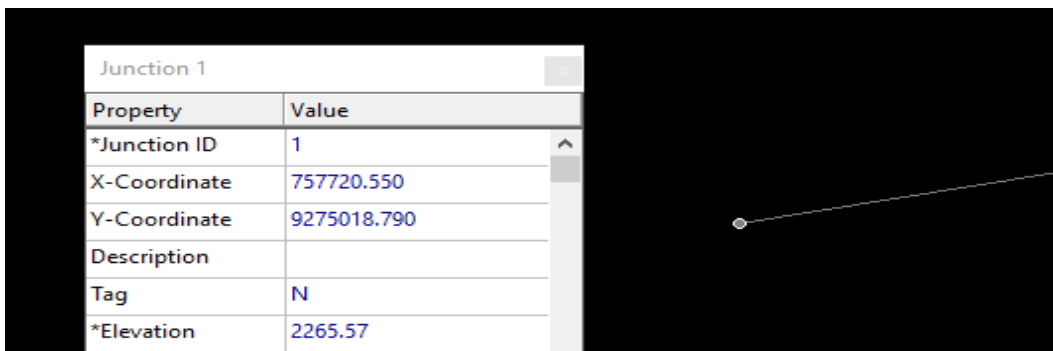 Junction 1
Property Value
*Junction ID 1
X-Coordinate 757720.550
Y-Coordinate 9275018.790
Description
Tag N
*Elevation 2265.57